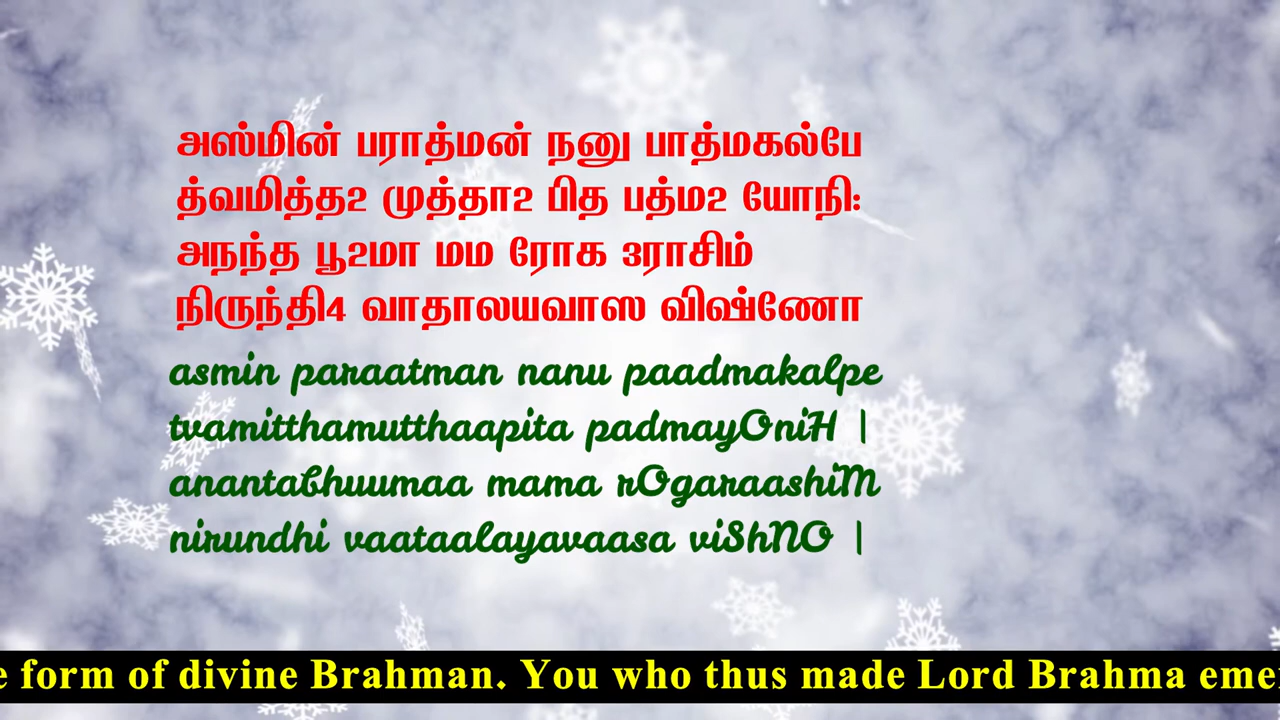 அஸ்மின் பராத்மன் நனு பாத்மகல்பே
த்வமித்த2 முத்தா2 பித பத்ம2 யோநி:
அநந்த பூ2மா மம ரோக 3ராசிம்
நிருந்தி4 வாதாலயவாஸ விஷ்ணோ
asmin paraatman nanu paadmakalpe
tvamitthamutthaapita padmayOniH |
anantabhuumaa mama rOgaraashiM
nirundhi vaataalayavaasa viShNO |
e form of divine Brahman. You who thus made Lord Brahma eme